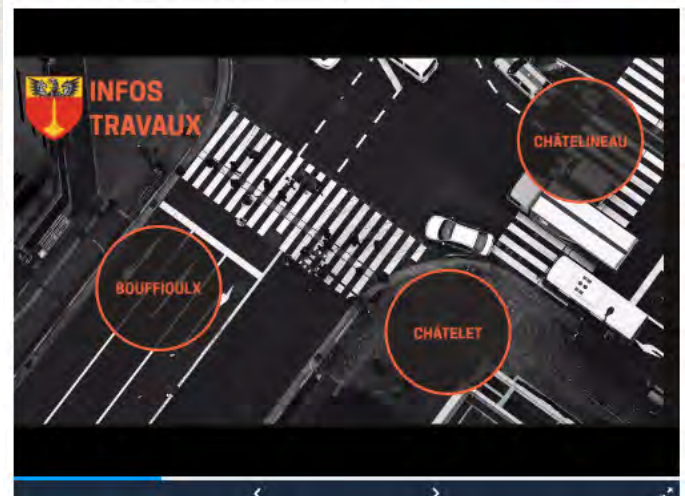 INFOS
TRAVAUX
CHÂTELINEAU
BOUFFIOULX
CHÂTELET